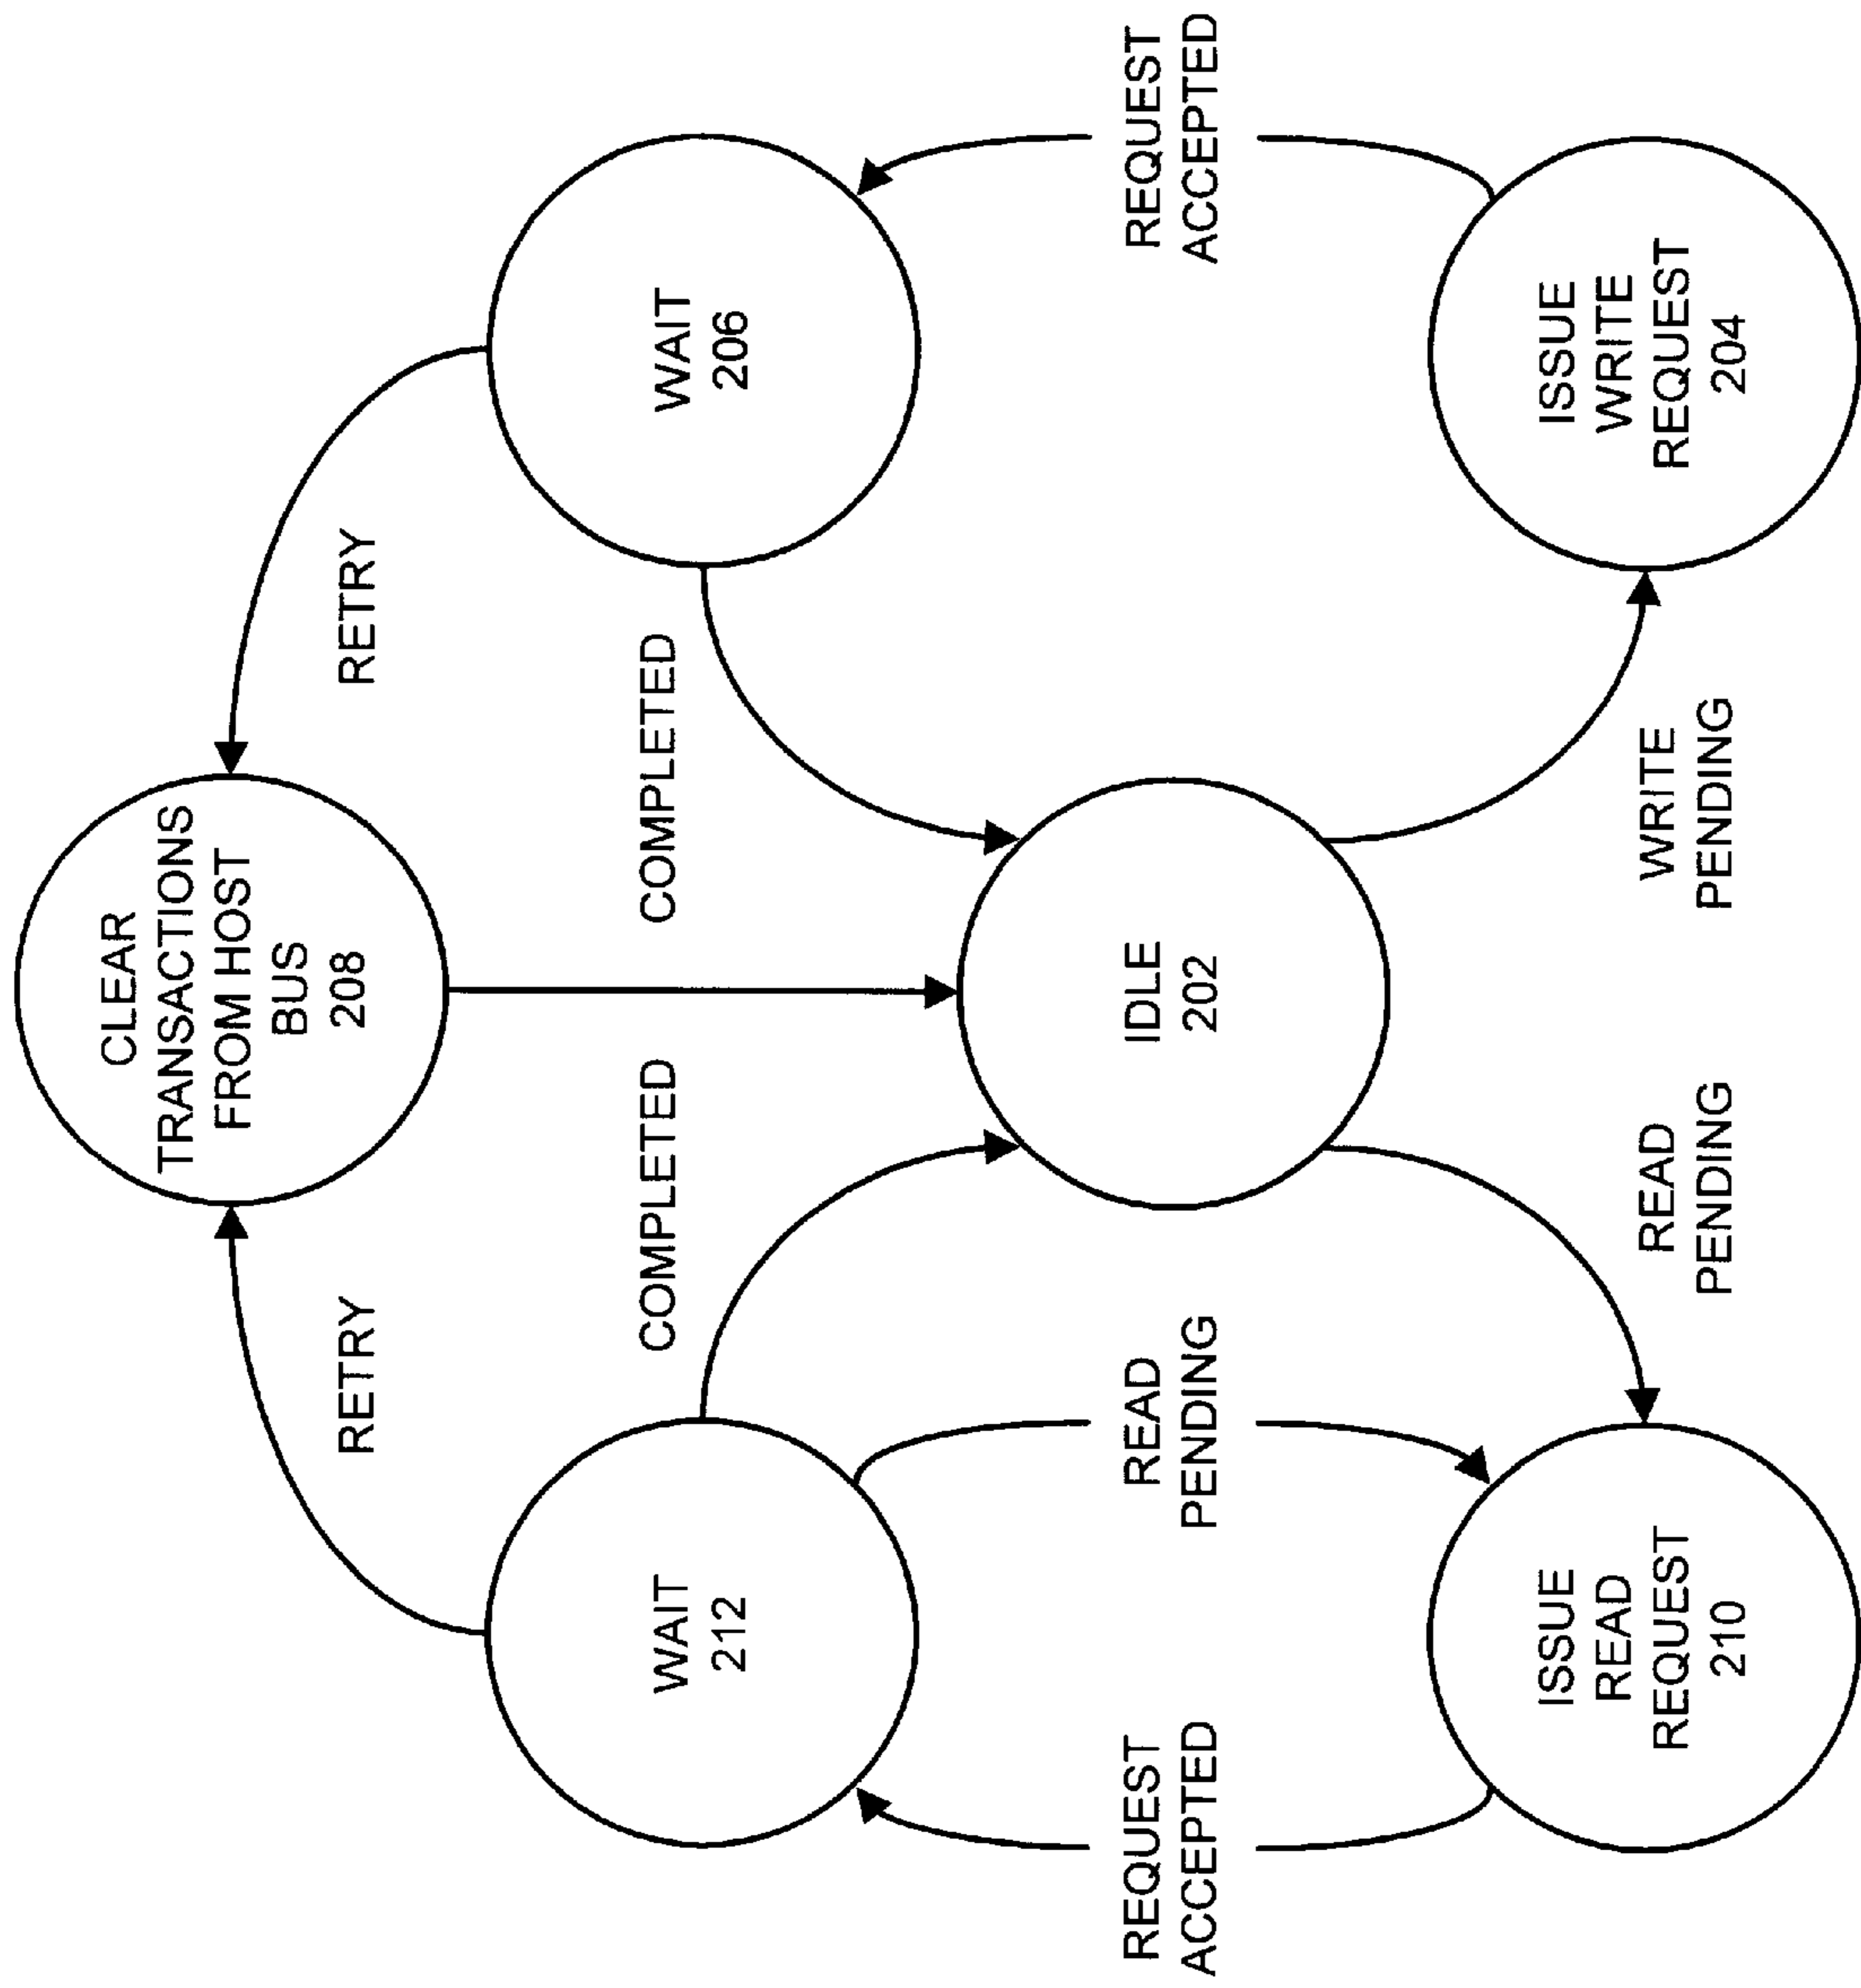 CLEAR
TRANSACTIONS
FROM HOST
BUS
208
RETRY
RETRY
WAIT
212
COMPLETED
COMPLETED
WAIT
206
REQUEST
ACCEPTED
READ
PENDING
IDLE
202
REQUEST
ACCEPTED
ISSUE
READ
REQUEST
210
READ
PENDING
WRITE
PENDING
ISSUE
WRITE
REQUEST
204